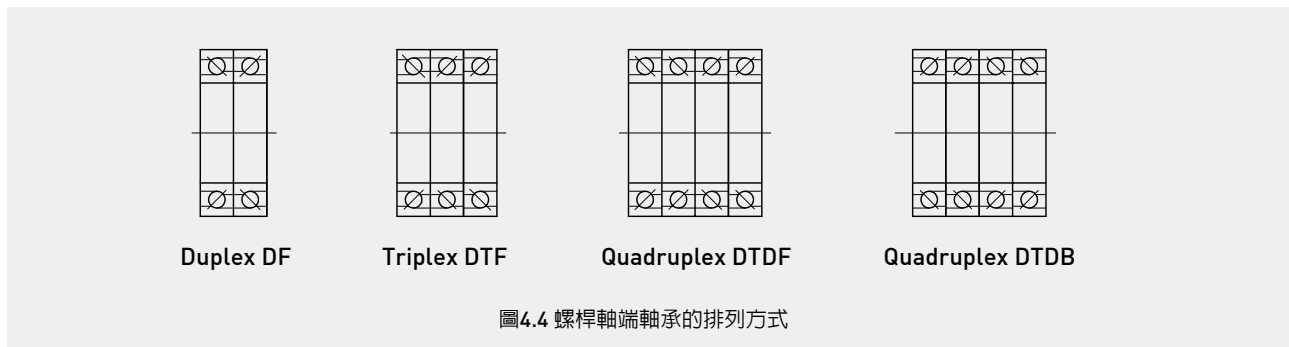 Duplex DF
Triplex DTF
Quadruplex DTDF
Quadruplex DTDB
圖4.4 螺桿軸端軸承的排列方式